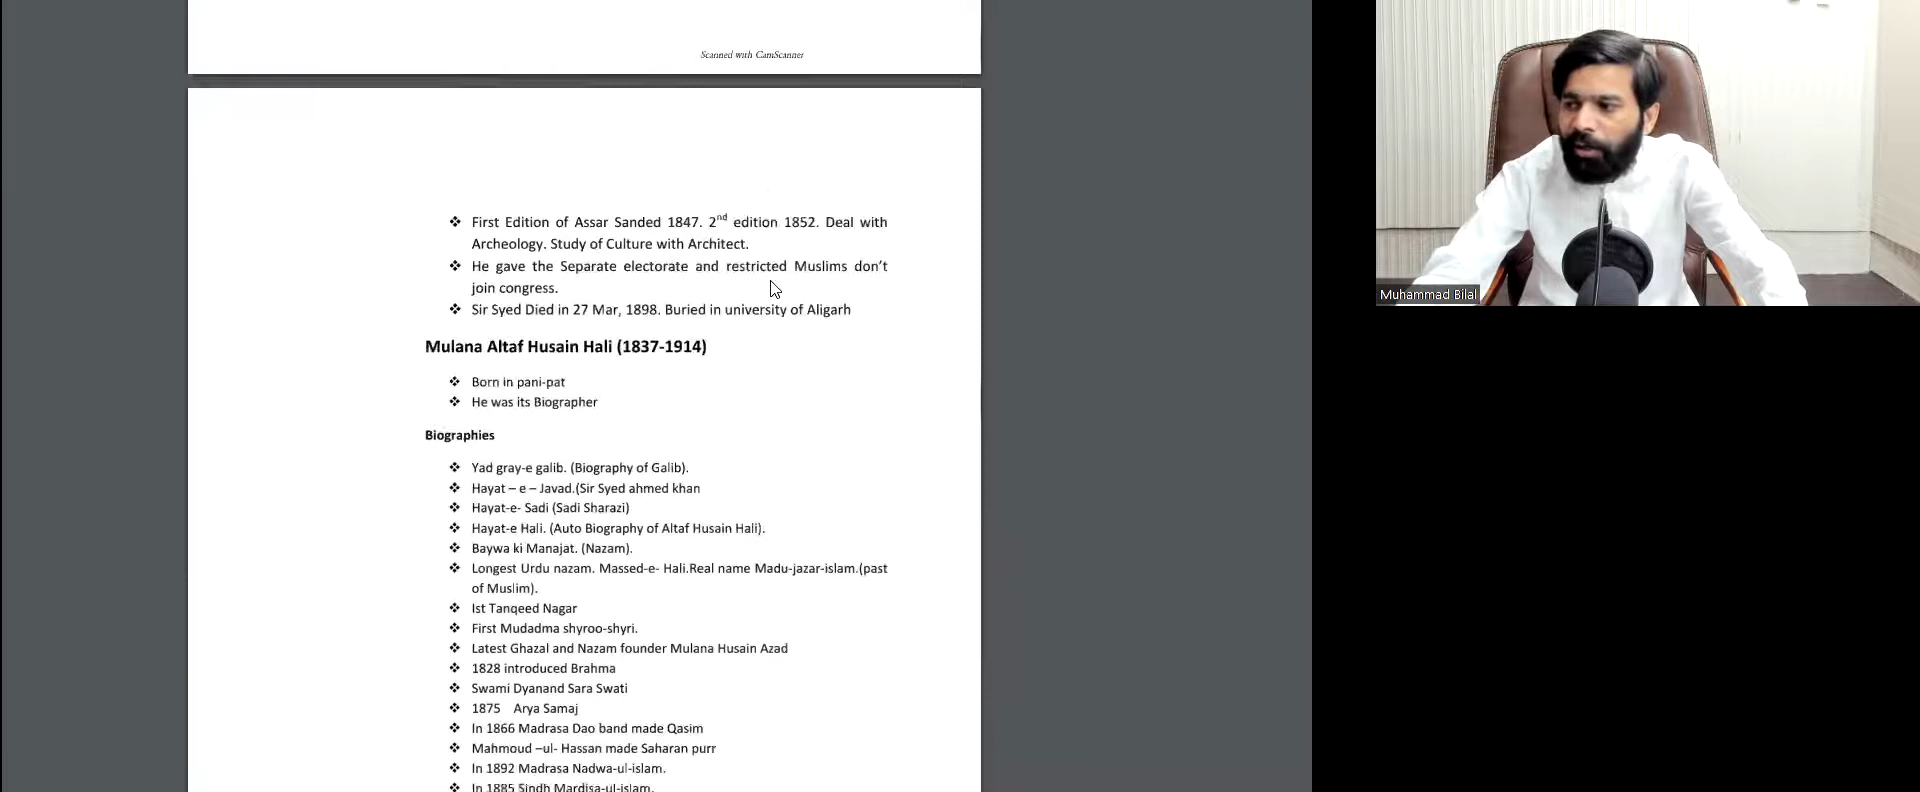 Scanned with CamScanner
❖ First Edition of Assar Sanded 1847. 2nd edition 1852. Deal with
Archeology. Study of Culture with Architect.
❖ He gave the Separate electorate and restricted Muslims don't
join congress.
❖ Sir Syed Died in 27 Mar, 1898. Buried in university of Aligarh
Mulana Altaf Husain Hali (1837-1914)
❖ Born in pani-pat
❖ He was its Biographer
Biographies
❖ Yad gray-e galib. (Biography of Galib).
❖ Hayat – e – Javad.(Sir Syed ahmed khan
❖ Hayat-e- Sadi (Sadi Sharazi)
❖ Hayat-e Hali. (Auto Biography of Altaf Husain Hali).
❖ Baywa ki Manajat. (Nazam).
❖ Longest Urdu nazam. Massed-e- Hali.Real name Madu-jazar-islam.(past
of Muslim).
❖ Ist Tanqeed Nagar
❖ First Mudadma shyroo-shyri.
❖ Latest Ghazal and Nazam founder Mulana Husain Azad
❖ 1828 introduced Brahma
❖ Swami Dyanand Sara Swati
❖ 1875 Arya Samaj
❖ In 1866 Madrasa Dao band made Qasim
❖ Mahmoud –ul- Hassan made Saharan purr
❖ In 1892 Madrasa Nadwa-ul-islam.
❖ In 1885 Sindh Mardisa-ul-islam.
Muhammad Bilal